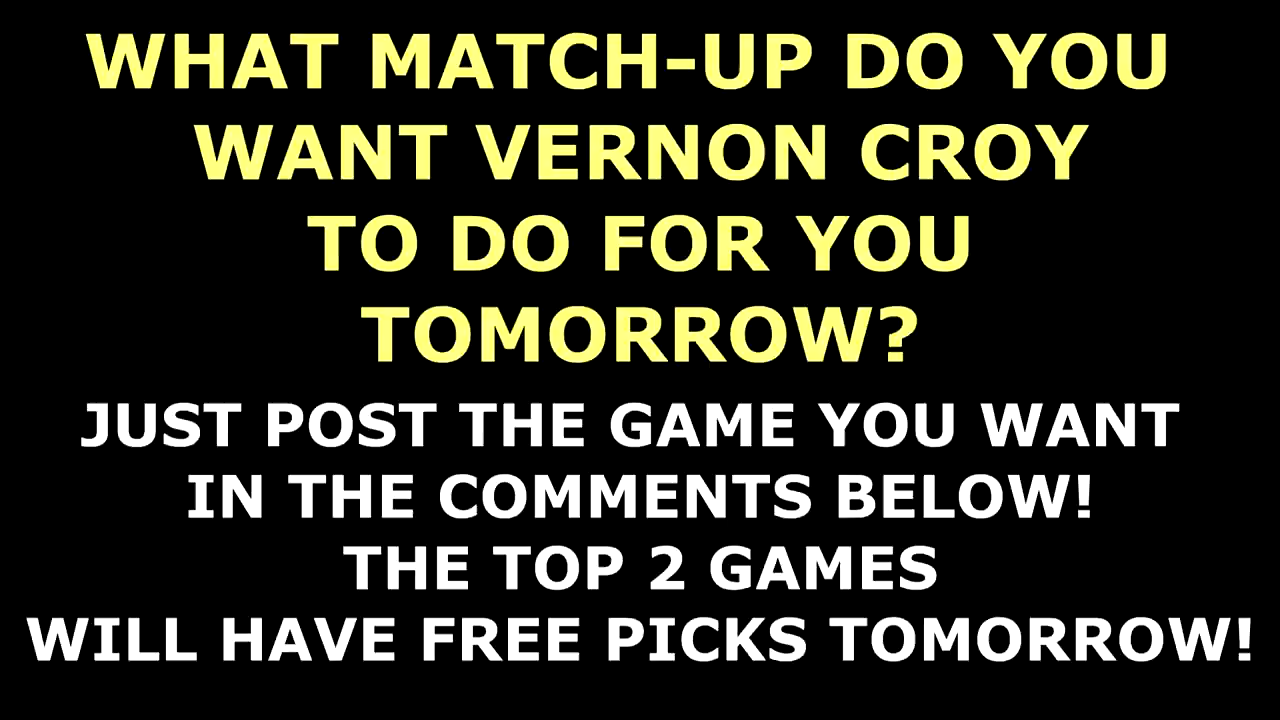 WHAT MATCH-UP DO YOU
WANT VERNON CROY
TO DO FOR YOU
TOMORROW?
JUST POST THE GAME YOU WANT
IN THE COMMENTS BELOW!
THE TOP 2 GAMES
WILL HAVE FREE PICKS TOMORROW!